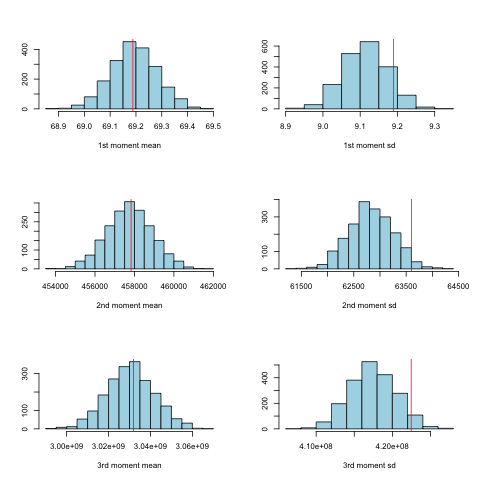 0 200 400
68.9 69.0 69.1 69.2 69.3 69.4 69.5
1st moment mean
0 200 400 600
8.9 9.0 9.1 9.2 9.3
1st moment sd
0 100 250
454000 456000 458000 460000 462000
2nd moment mean
0 100 300
61500 62500 63500 64500
2nd moment sd
0 100 300
3.00e+09 3.02e+09 3.04e+09 3.06e+09
3rd moment mean
0 200 400
4.10e+08 4.20e+08
3rd moment sd